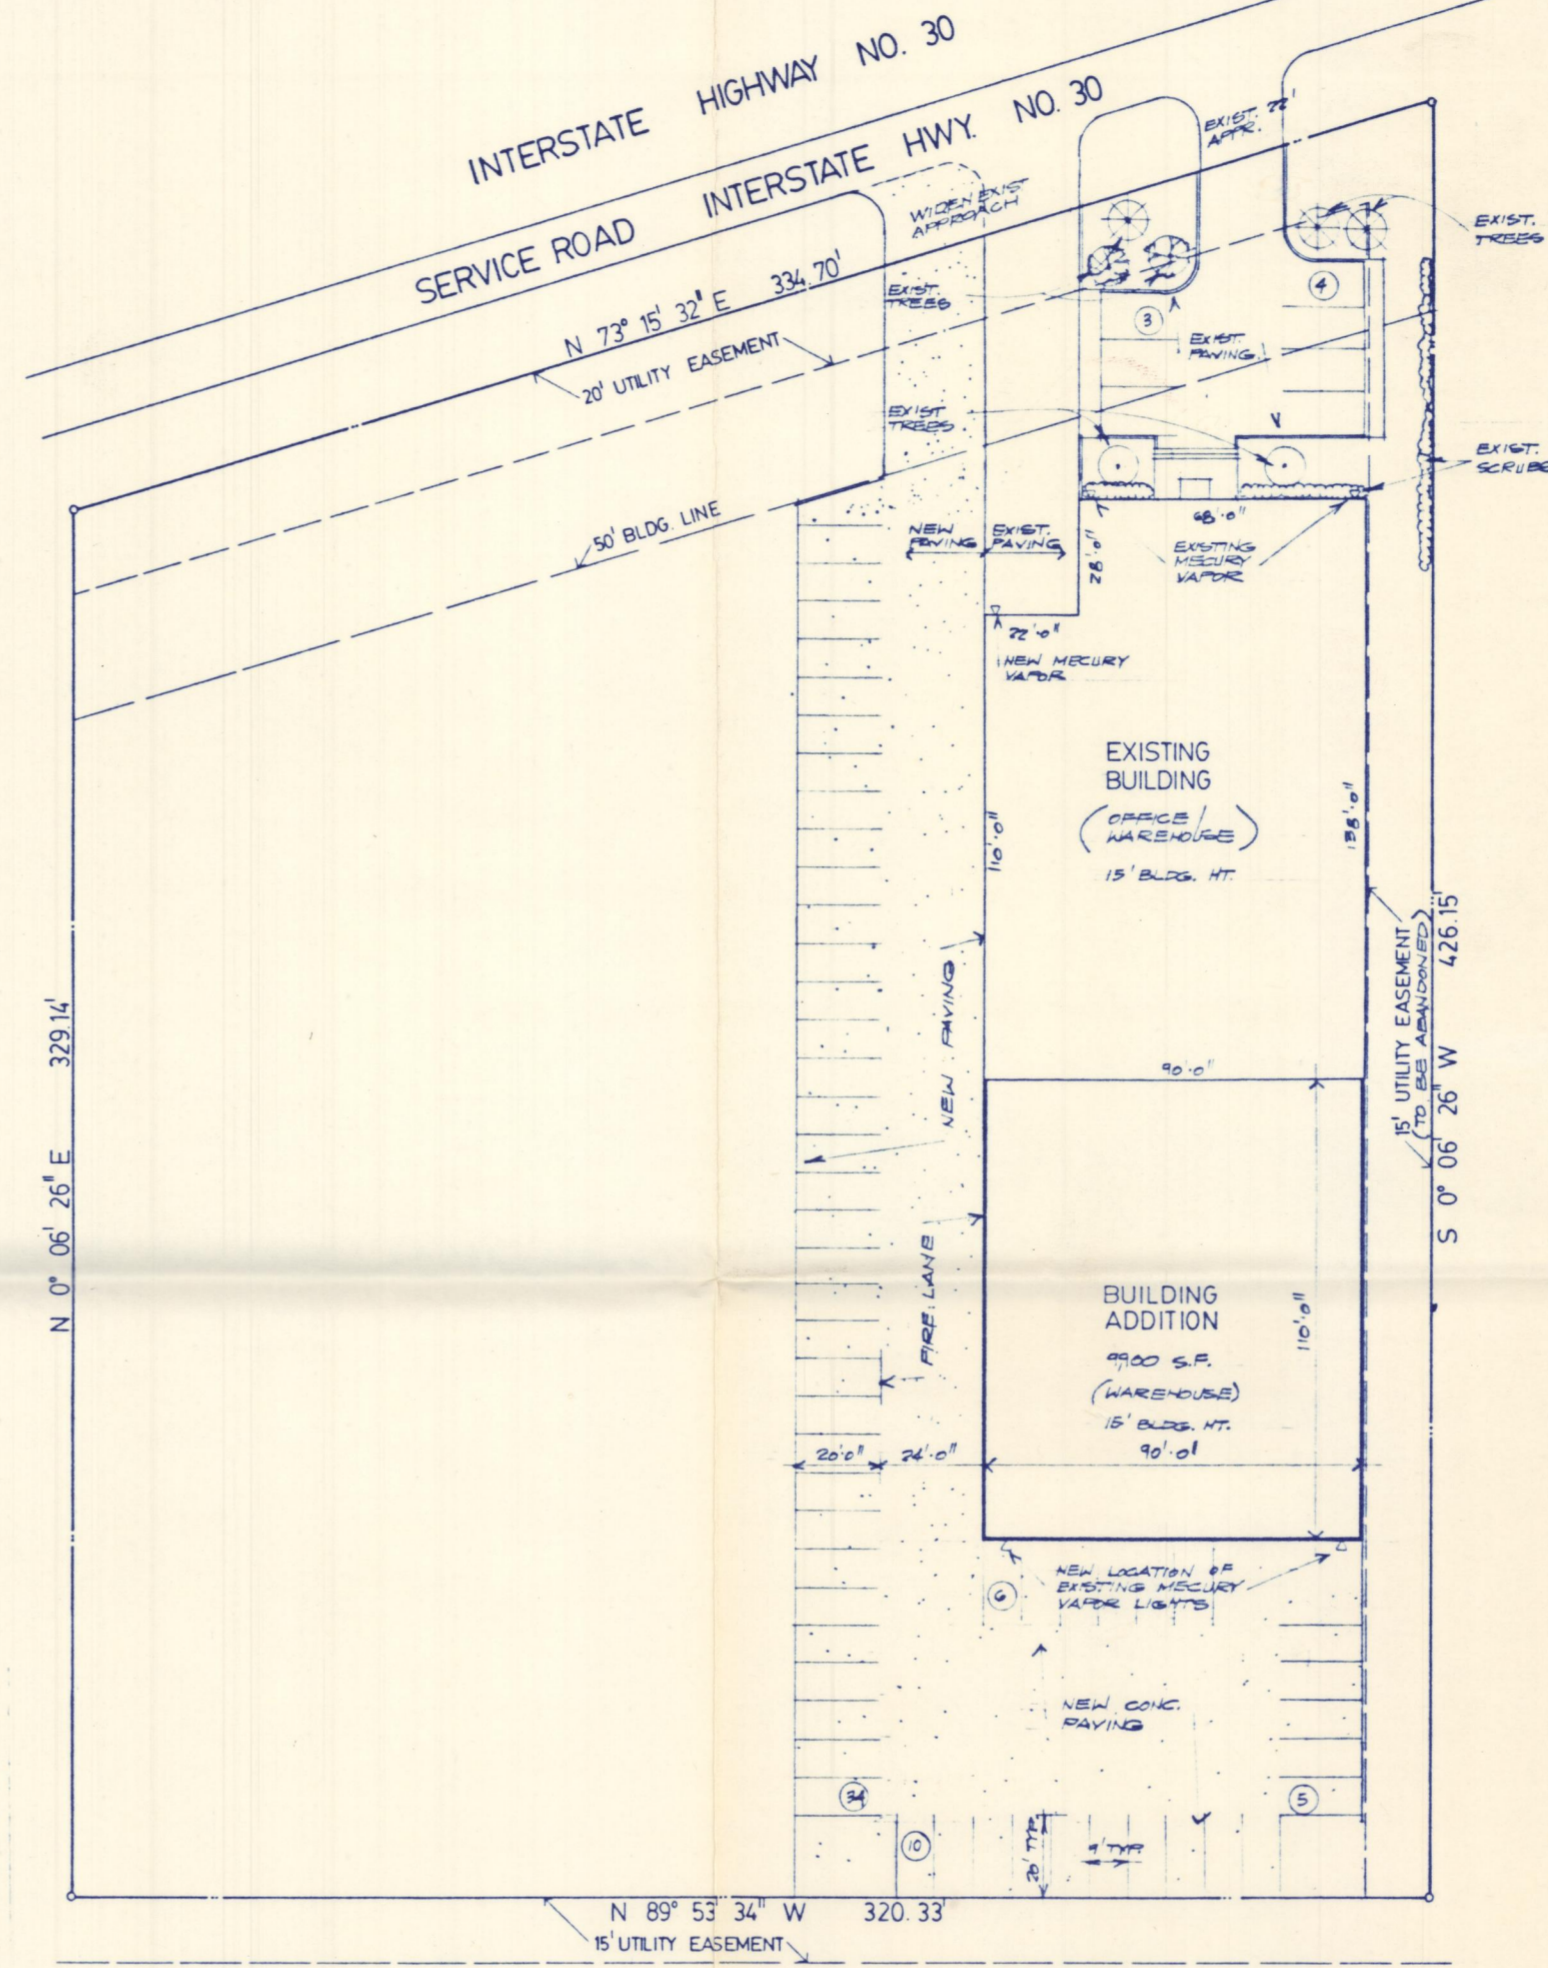 INTERSTATE HIGHWAY NO. 30
SERVICE ROAD INTERSTATE HWY. NO. 30
EXIST. 22'
APPR.
WIDEN EXIST
APPROACH
EXIST.
TREES
N 73° 15' 32" E 334.70'
20' UTILITY EASEMENT
EXIST.
TREES
4
3
EXIST.
PAVING
EXIST
TREES
EXIST.
SCRUBS
50' BLDG. LINE
NEW
PAVING
EXIST.
PAVING
28'-0"
68'-0"
EXISTING
MECURY
VAPOR
22'-0"
NEW MECURY
VAPOR
EXISTING
BUILDING
(OFFICE/
WAREHOUSE)
15' BLDG. HT.
110'-0"
138'-0"
15' UTILITY EASEMENT
(TO BE ABANDONED)
S 0° 06' 26" W 426.15'
N 0° 06' 26" E 329.14'
NEW PAVING
90'-0"
FIRE LANE
BUILDING
ADDITION
9900 S.F.
(WAREHOUSE)
15' BLDG. HT.
110'-0"
20'-0" 24'-0" 90'-0"
NEW LOCATION OF
EXISTING MECURY
VAPOR LIGHTS
6
NEW CONC.
PAVING
34
5
10
20' TYP.
9' TYP.
N 89° 53' 34" W 320.33'
15' UTILITY EASEMENT